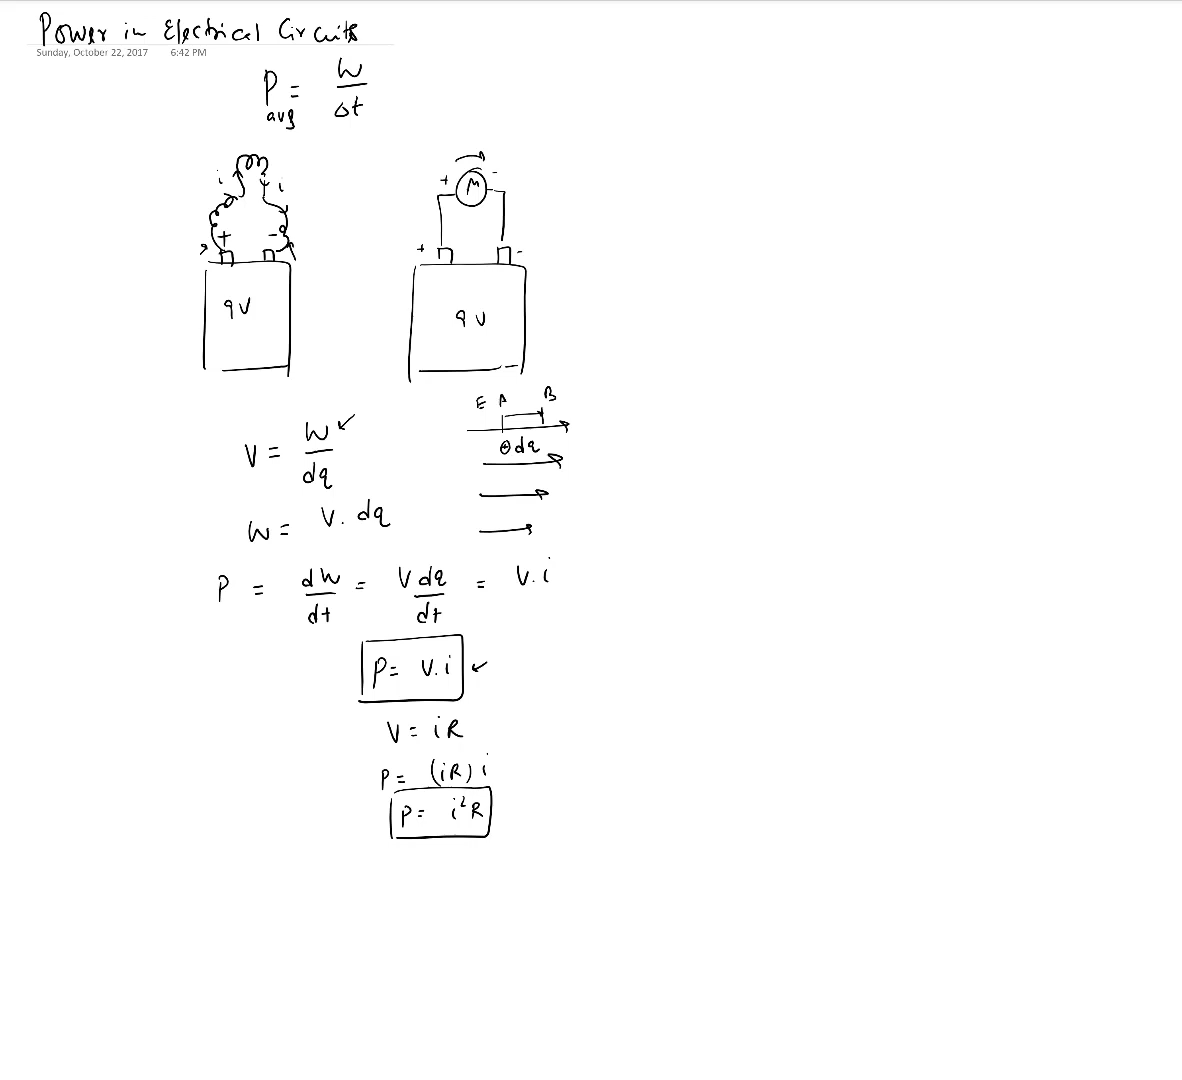 Power in Electrical Circuits
Sunday, October 22, 2017 6:42 PM
P avg = W / Δt
i i
+ -
9V
+ M -
+ -
9V
E A B
⊕ dq
V = W / dq
W = V. dq
P = dW / dt = V dq / dt = V. i
P = V. i
V = iR
P = (iR) i
P = i²R